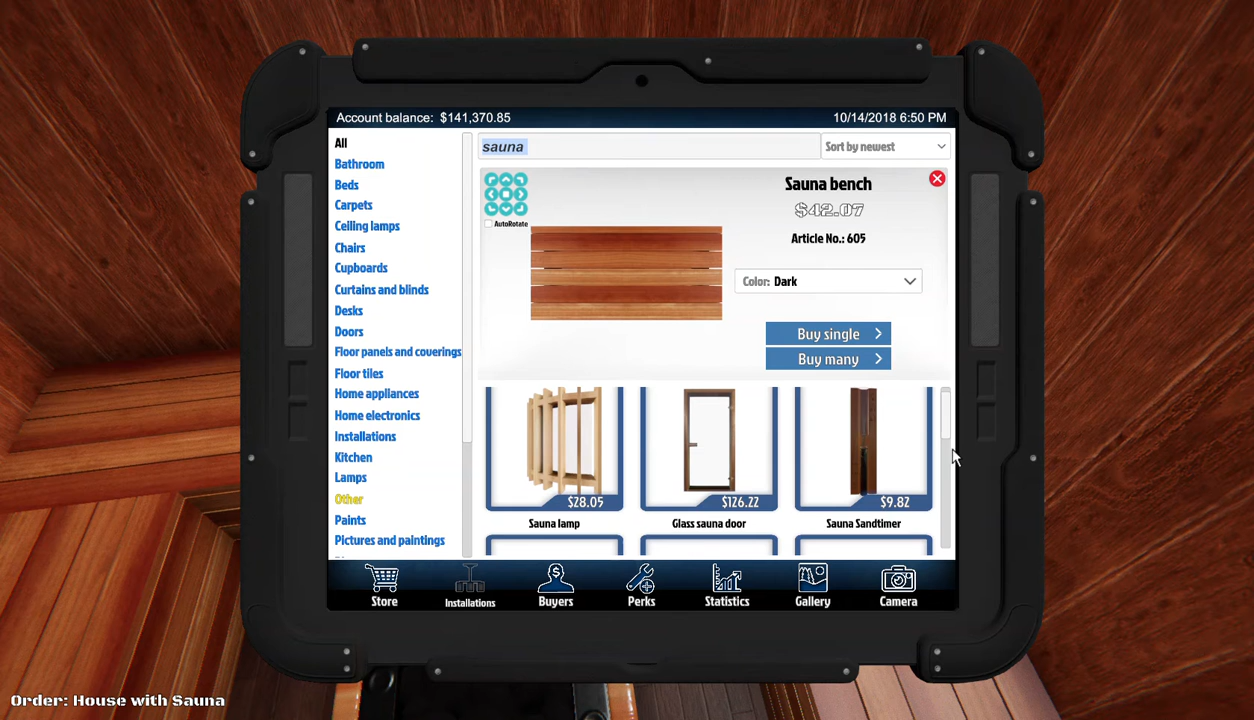 Account balance: $141,370.85
10/14/2018 6:50 PM
All
Bathroom
Beds
Carpets
Ceiling lamps
Chairs
Cupboards
Curtains and blinds
Desks
Doors
Floor panels and coverings
Floor tiles
Home appliances
Home electronics
Installations
Kitchen
Lamps
Other
Paints
Pictures and paintings
sauna
Sort by newest
AutoRotate
Sauna bench
$42.07
Article No.: 605
Color: Dark
Buy single
Buy many
$28.05
$126.22
$9.82
Sauna lamp
Glass sauna door
Sauna Sandtimer
Store
Installations
Buyers
Perks
Statistics
Gallery
Camera
Order: House with Sauna